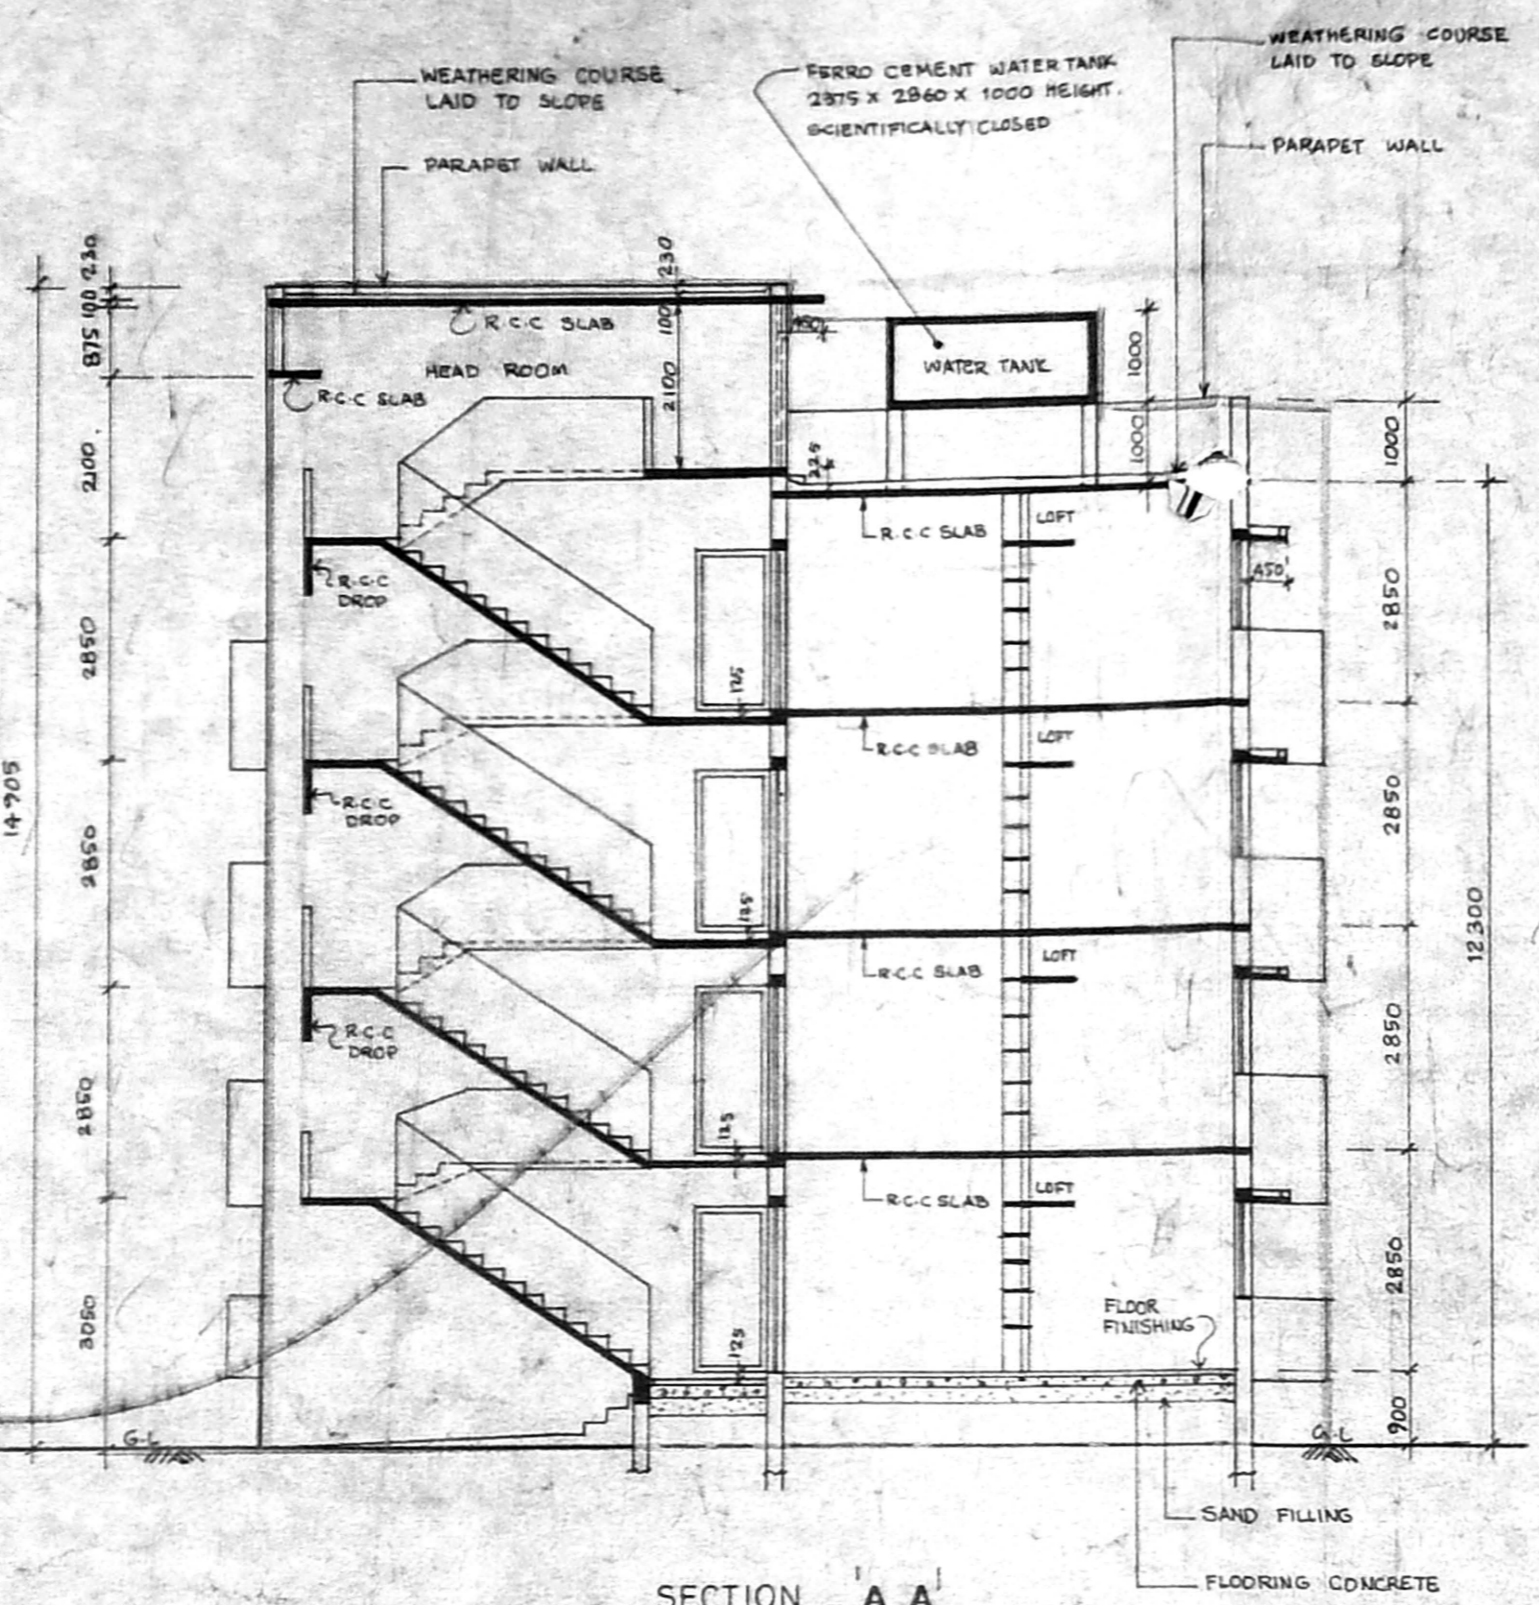 WEATHERING COURSE
LAID TO SLOPE
PARAPET WALL
FERRO CEMENT WATER TANK
2375 X 2860 X 1000 HEIGHT.
SCIENTIFICALLY CLOSED
WEATHERING COURSE
LAID TO SLOPE
PARAPET WALL
230
100
875
2100
2850
2850
2850
3050
14905
230
100
2100
R.C.C SLAB
HEAD ROOM
R.C.C SLAB
450
WATER TANK
1000
1000
225
1000
R.C.C SLAB
LOFT
450
R.C.C
DROP
2850
125
R.C.C SLAB
LOFT
R.C.C
DROP
2850
125
R.C.C SLAB
LOFT
R.C.C
DROP
2850
125
R.C.C SLAB
LOFT
2850
12300
FLOOR
FINISHING
125
900
G.L
G.L
SAND FILLING
FLOORING CONCRETE
SECTION 'A A'